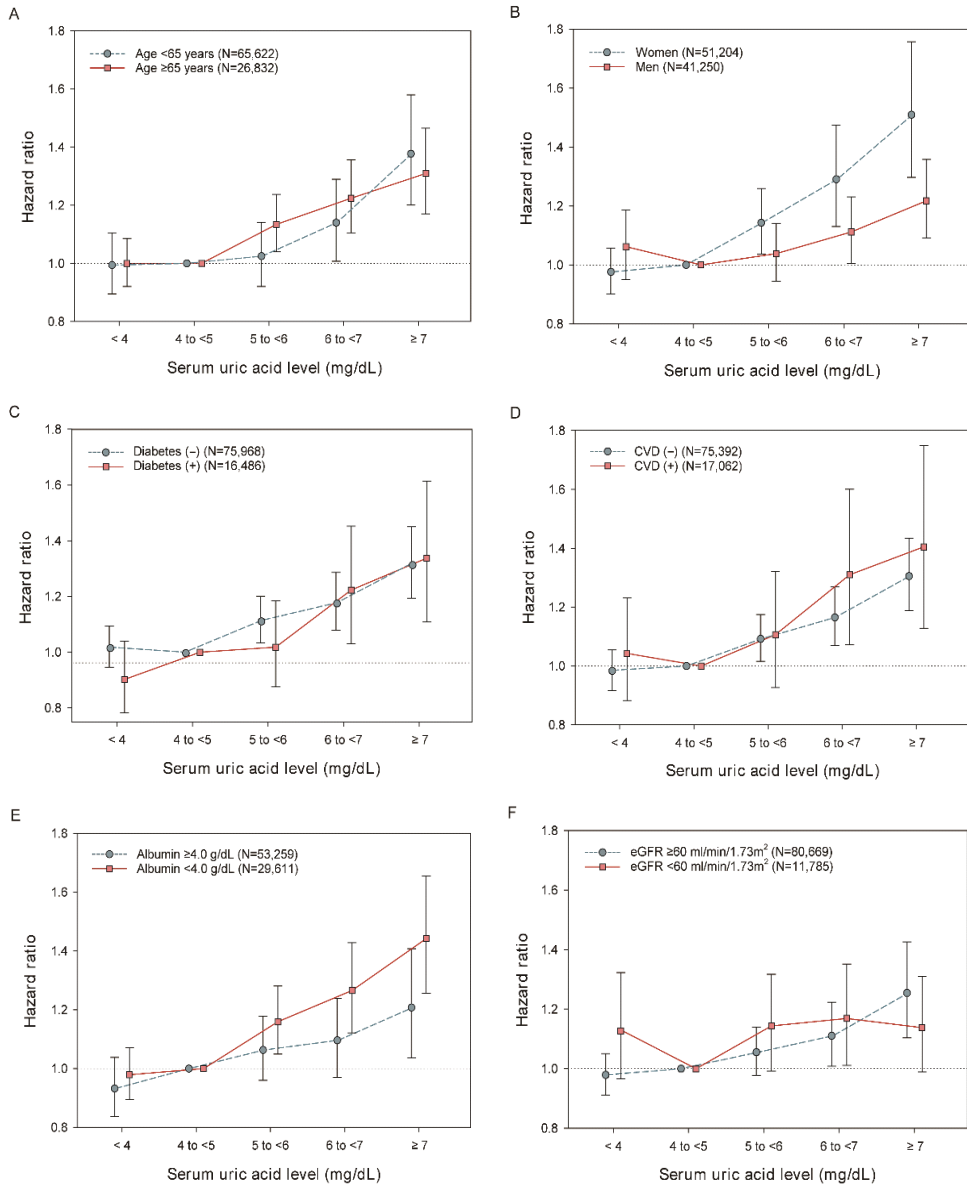 A
Age <65 years (N=65,622)
Age ≥65 years (N=26,832)
Hazard ratio
1.8
1.6
1.4
1.2
1.0
0.8
< 4
4 to <5
5 to <6
6 to <7
≥ 7
Serum uric acid level (mg/dL)
B
Women (N=51,204)
Men (N=41,250)
Hazard ratio
1.8
1.6
1.4
1.2
1.0
0.8
< 4
4 to <5
5 to <6
6 to <7
≥ 7
Serum uric acid level (mg/dL)
C
Diabetes (−) (N=75,968)
Diabetes (+) (N=16,486)
Hazard ratio
1.8
1.6
1.4
1.2
1.0
0.8
< 4
4 to <5
5 to <6
6 to <7
≥ 7
Serum uric acid level (mg/dL)
D
CVD (−) (N=75,392)
CVD (+) (N=17,062)
Hazard ratio
1.8
1.6
1.4
1.2
1.0
0.8
< 4
4 to <5
5 to <6
6 to <7
≥ 7
Serum uric acid level (mg/dL)
E
Albumin ≥4.0 g/dL (N=53,259)
Albumin <4.0 g/dL (N=29,611)
Hazard ratio
1.8
1.6
1.4
1.2
1.0
0.8
< 4
4 to <5
5 to <6
6 to <7
≥ 7
Serum uric acid level (mg/dL)
F
eGFR ≥60 ml/min/1.73m² (N=80,669)
eGFR <60 ml/min/1.73m² (N=11,785)
Hazard ratio
1.8
1.6
1.4
1.2
1.0
0.8
< 4
4 to <5
5 to <6
6 to <7
≥ 7
Serum uric acid level (mg/dL)